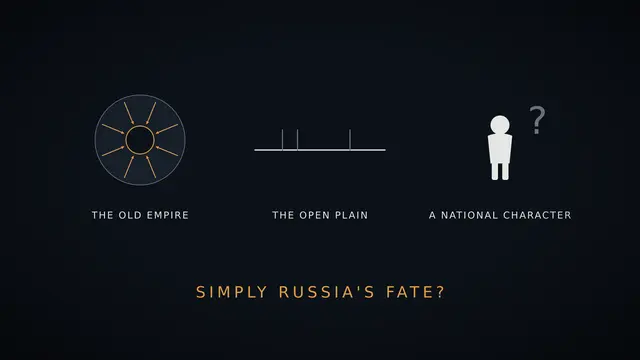 ?
THE OLD EMPIRE
THE OPEN PLAIN
A NATIONAL CHARACTER
SIMPLY RUSSIA'S FATE?